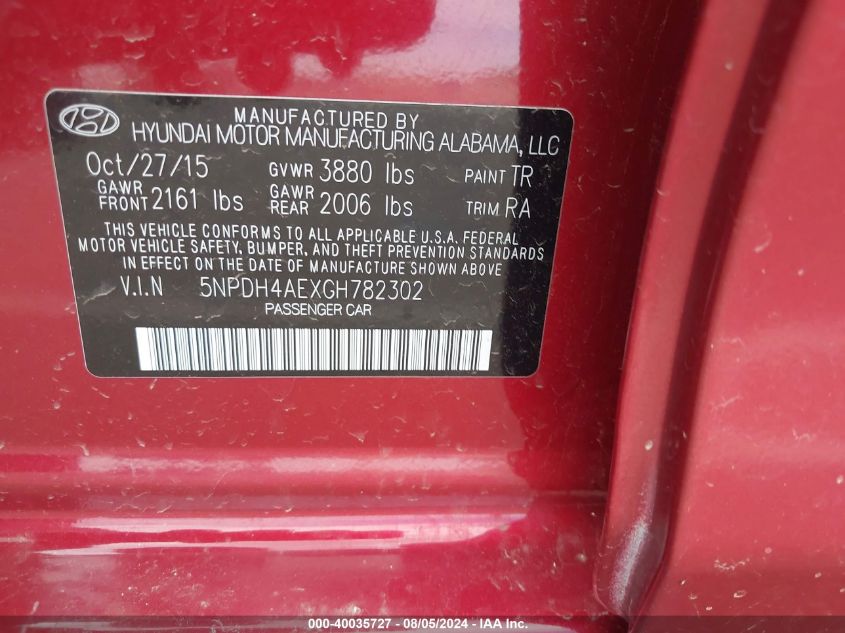 MANUFACTURED BY
HYUNDAI MOTOR MANUFACTURING ALABAMA, LLC
Oct/27/15 GVWR 3880 lbs PAINT TR
GAWR FRONT 2161 lbs GAWR REAR 2006 lbs TRIM RA
THIS VEHICLE CONFORMS TO ALL APPLICABLE U.S.A. FEDERAL
MOTOR VEHICLE SAFETY, BUMPER, AND THEFT PREVENTION STANDARDS
IN EFFECT ON THE DATE OF MANUFACTURE SHOWN ABOVE
V.I.N 5NPDH4AEXGH782302
PASSENGER CAR
000-40035727 - 08/05/2024 - IAA Inc.